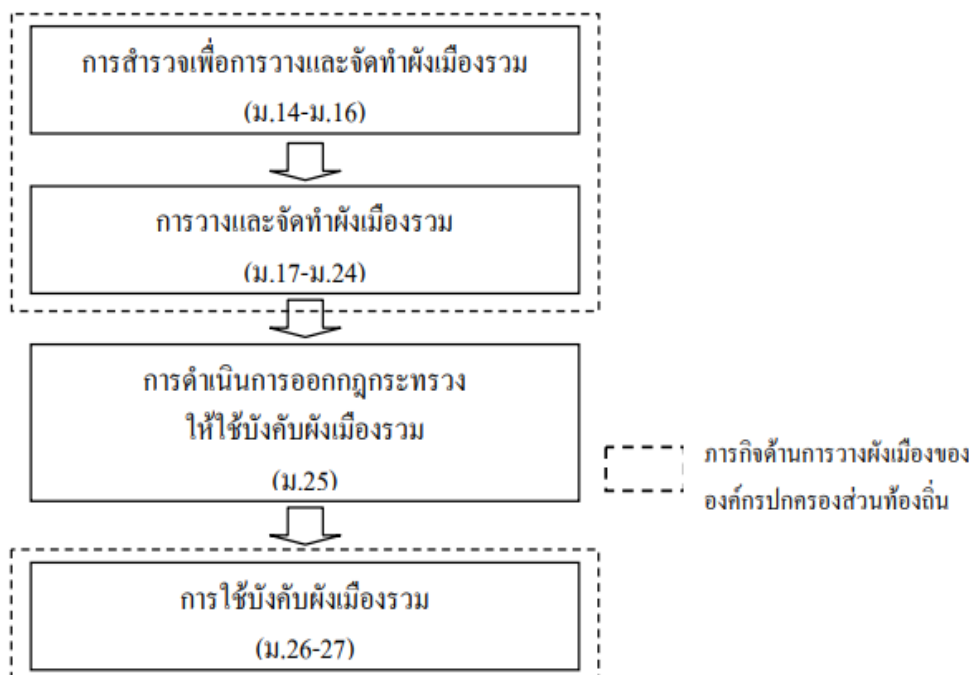 การสำรวจเพื่อการวางและจัดทำผังเมืองรวม
(ม.14-ม.16)
การวางและจัดทำผังเมืองรวม
(ม.17-ม.24)
การดำเนินการออกกฎกระทรวง
ให้ใช้บังคับผังเมืองรวม
(ม.25)
ภารกิจด้านการวางผังเมืองของ
องค์กรปกครองส่วนท้องถิ่น
การใช้บังคับผังเมืองรวม
(ม.26-27)